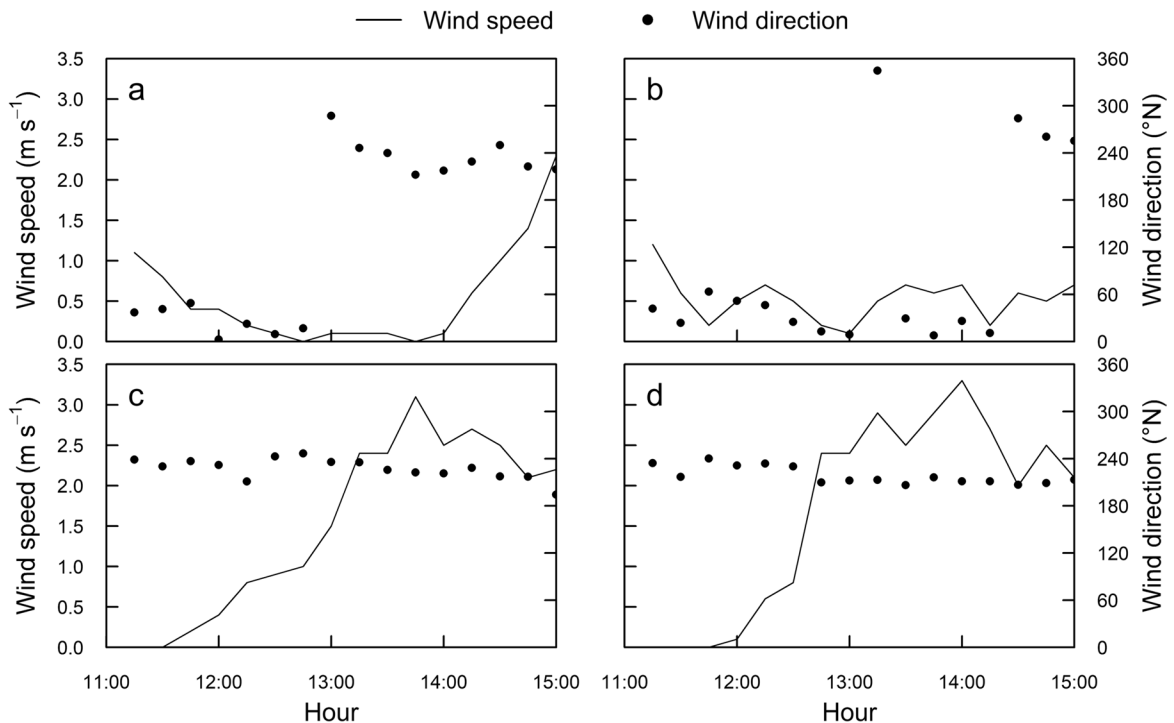 Wind speed Wind direction
a
b
c
d
3.5
3.0
2.5
2.0
1.5
1.0
0.5
0.0
Wind speed (m s⁻¹)
360
300
240
180
120
60
0
Wind direction (°N)
3.5
3.0
2.5
2.0
1.5
1.0
0.5
0.0
Wind speed (m s⁻¹)
360
300
240
180
120
60
0
Wind direction (°N)
11:00 12:00 13:00 14:00 15:00
11:00 12:00 13:00 14:00 15:00
Hour
Hour